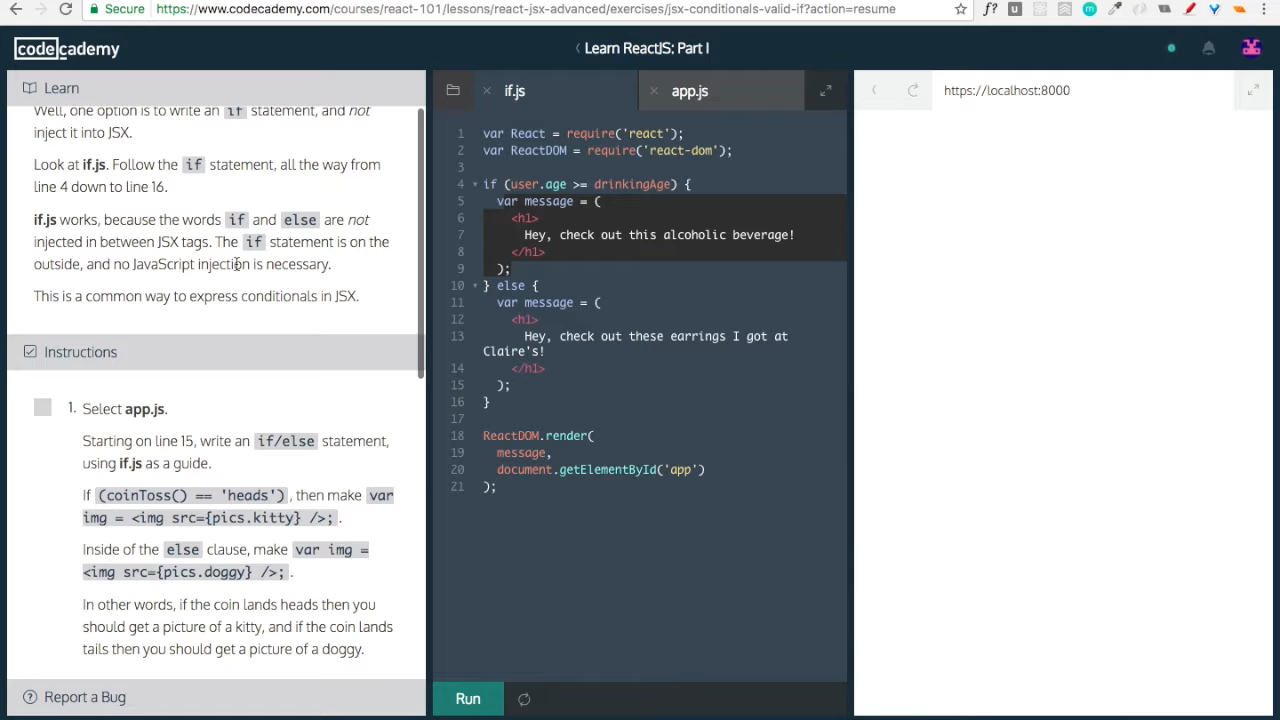 Secure https://www.codecademy.com/courses/react-101/lessons/react-jsx-advanced/exercises/jsx-conditionals-valid-if?action=resume
f?
codecademy
Learn ReactJS: Part I
Learn
Well, one option is to write an if statement, and not
inject it into JSX.
Look at if.js. Follow the if statement, all the way from
line 4 down to line 16.
if.js works, because the words if and else are not
injected in between JSX tags. The if statement is on the
outside, and no JavaScript injection is necessary.
This is a common way to express conditionals in JSX.
Instructions
1. Select app.js.
Starting on line 15, write an if/else statement,
using if.js as a guide.
If (coinToss() == 'heads'), then make var
img = <img src={pics.kitty} />;.
Inside of the else clause, make var img =
<img src={pics.doggy} />;.
In other words, if the coin lands heads then you
should get a picture of a kitty, and if the coin lands
tails then you should get a picture of a doggy.
Report a Bug
if.js
app.js
1 var React = require('react');
2 var ReactDOM = require('react-dom');
3
4 if (user.age >= drinkingAge) {
5 var message = (
6 <h1>
7 Hey, check out this alcoholic beverage!
8 </h1>
9 );
10 } else {
11 var message = (
12 <h1>
13 Hey, check out these earrings I got at
Claire's!
14 </h1>
15 );
16 }
17
18 ReactDOM.render(
19 message,
20 document.getElementById('app')
21 );
Run
https://localhost:8000